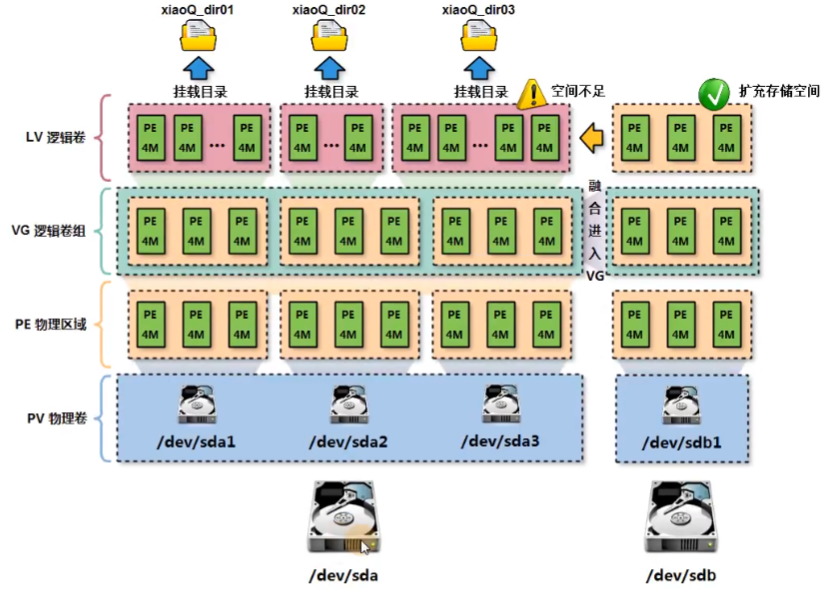 xiaoQ_dir01 xiaoQ_dir02 xiaoQ_dir03
挂载目录 挂载目录 挂载目录 空间不足 扩充存储空间
LV 逻辑卷
PE PE PE PE PE PE PE PE PE PE PE PE
4M 4M ... 4M 4M ... 4M 4M 4M ... 4M 4M 4M 4M 4M
VG 逻辑卷组
融合进入VG
PE PE PE PE PE PE PE PE PE PE PE PE
4M 4M 4M 4M 4M 4M 4M 4M 4M 4M 4M 4M
PE 物理区域
PE PE PE PE PE PE PE PE PE PE PE PE
4M 4M 4M 4M 4M 4M 4M 4M 4M 4M 4M 4M
PV 物理卷
/dev/sda1 /dev/sda2 /dev/sda3 /dev/sdb1
/dev/sda /dev/sdb